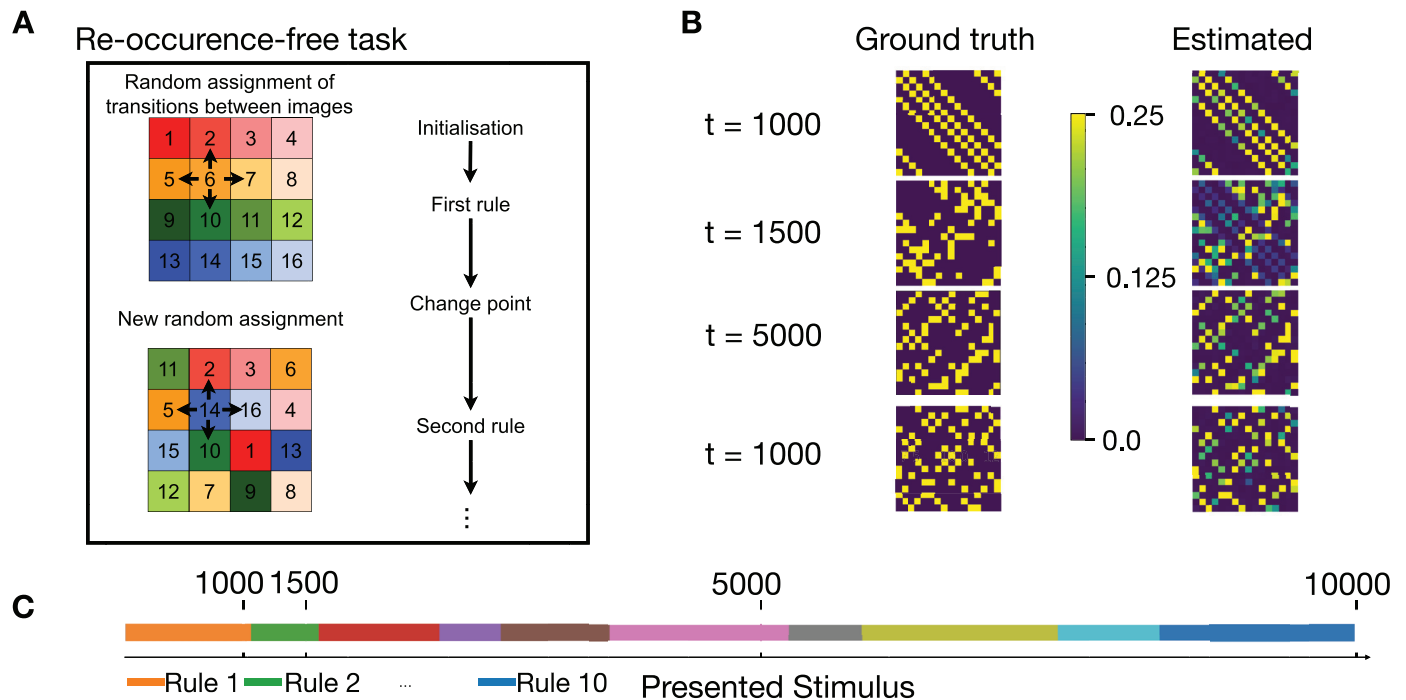 A
Re-occurence-free task
Random assignment of
transitions between images
1 2 3 4
5 6 7 8
9 10 11 12
13 14 15 16
New random assignment
11 2 3 6
5 14 16 4
15 10 1 13
12 7 9 8
Initialisation
First rule
Change point
Second rule
⋮
B
Ground truth
Estimated
t = 1000
t = 1500
t = 5000
t = 1000
0.25
0.125
0.0
C
1000 1500 5000 10000
Rule 1 Rule 2 ... Rule 10
Presented Stimulus